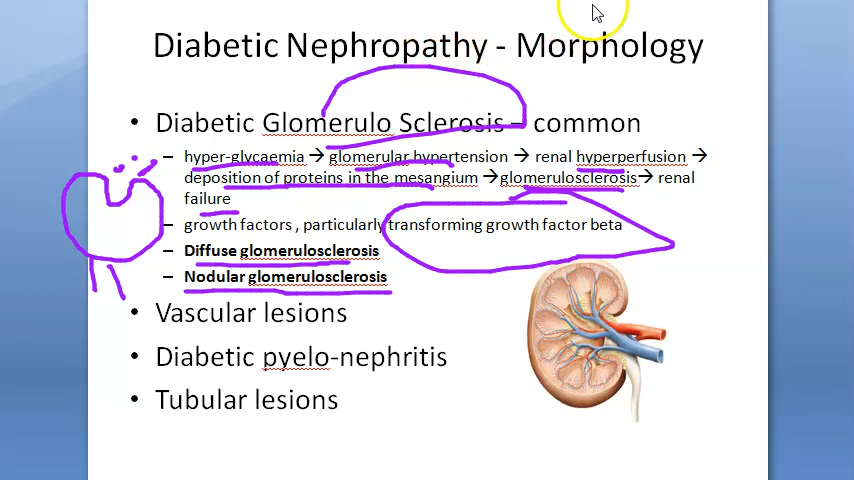 Diabetic Nephropathy - Morphology
• Diabetic Glomerulo Sclerosis – common
– hyper-glycaemia → glomerular hypertension → renal hyperperfusion →
deposition of proteins in the mesangium →glomerulosclerosis→ renal
failure
– growth factors , particularly transforming growth factor beta
– Diffuse glomerulosclerosis
– Nodular glomerulosclerosis
• Vascular lesions
• Diabetic pyelo-nephritis
• Tubular lesions